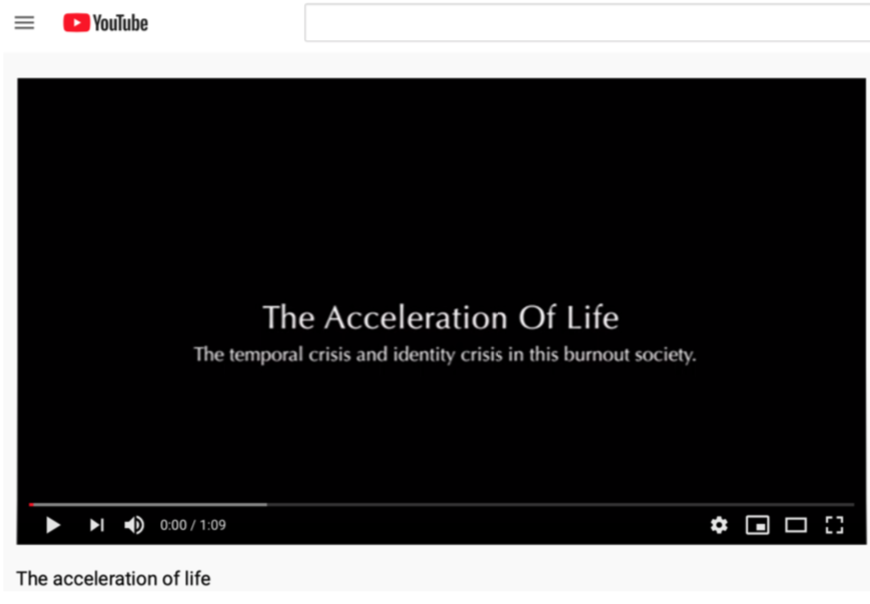 YouTube
The Acceleration Of Life
The temporal crisis and identity crisis in this burnout society.
0:00 / 1:09
The acceleration of life